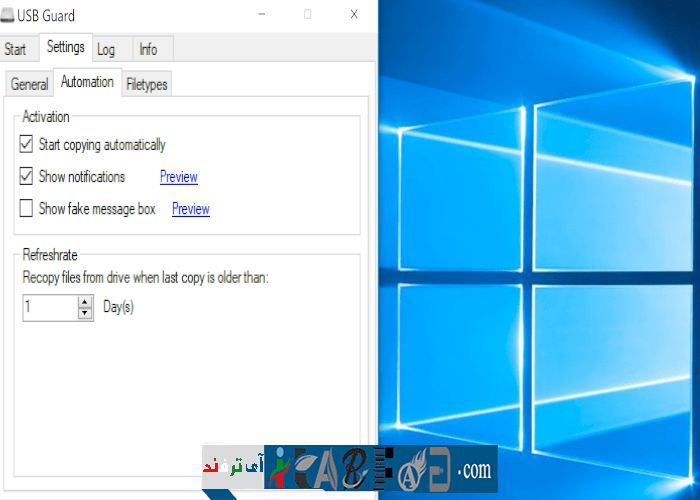 USB Guard
Start Settings Log Info
General Automation Filetypes
Activation
Start copying automatically
Show notifications Preview
Show fake message box Preview
Refreshrate
Recopy files from drive when last copy is older than:
1 Day(s)
آی ترفند
.com